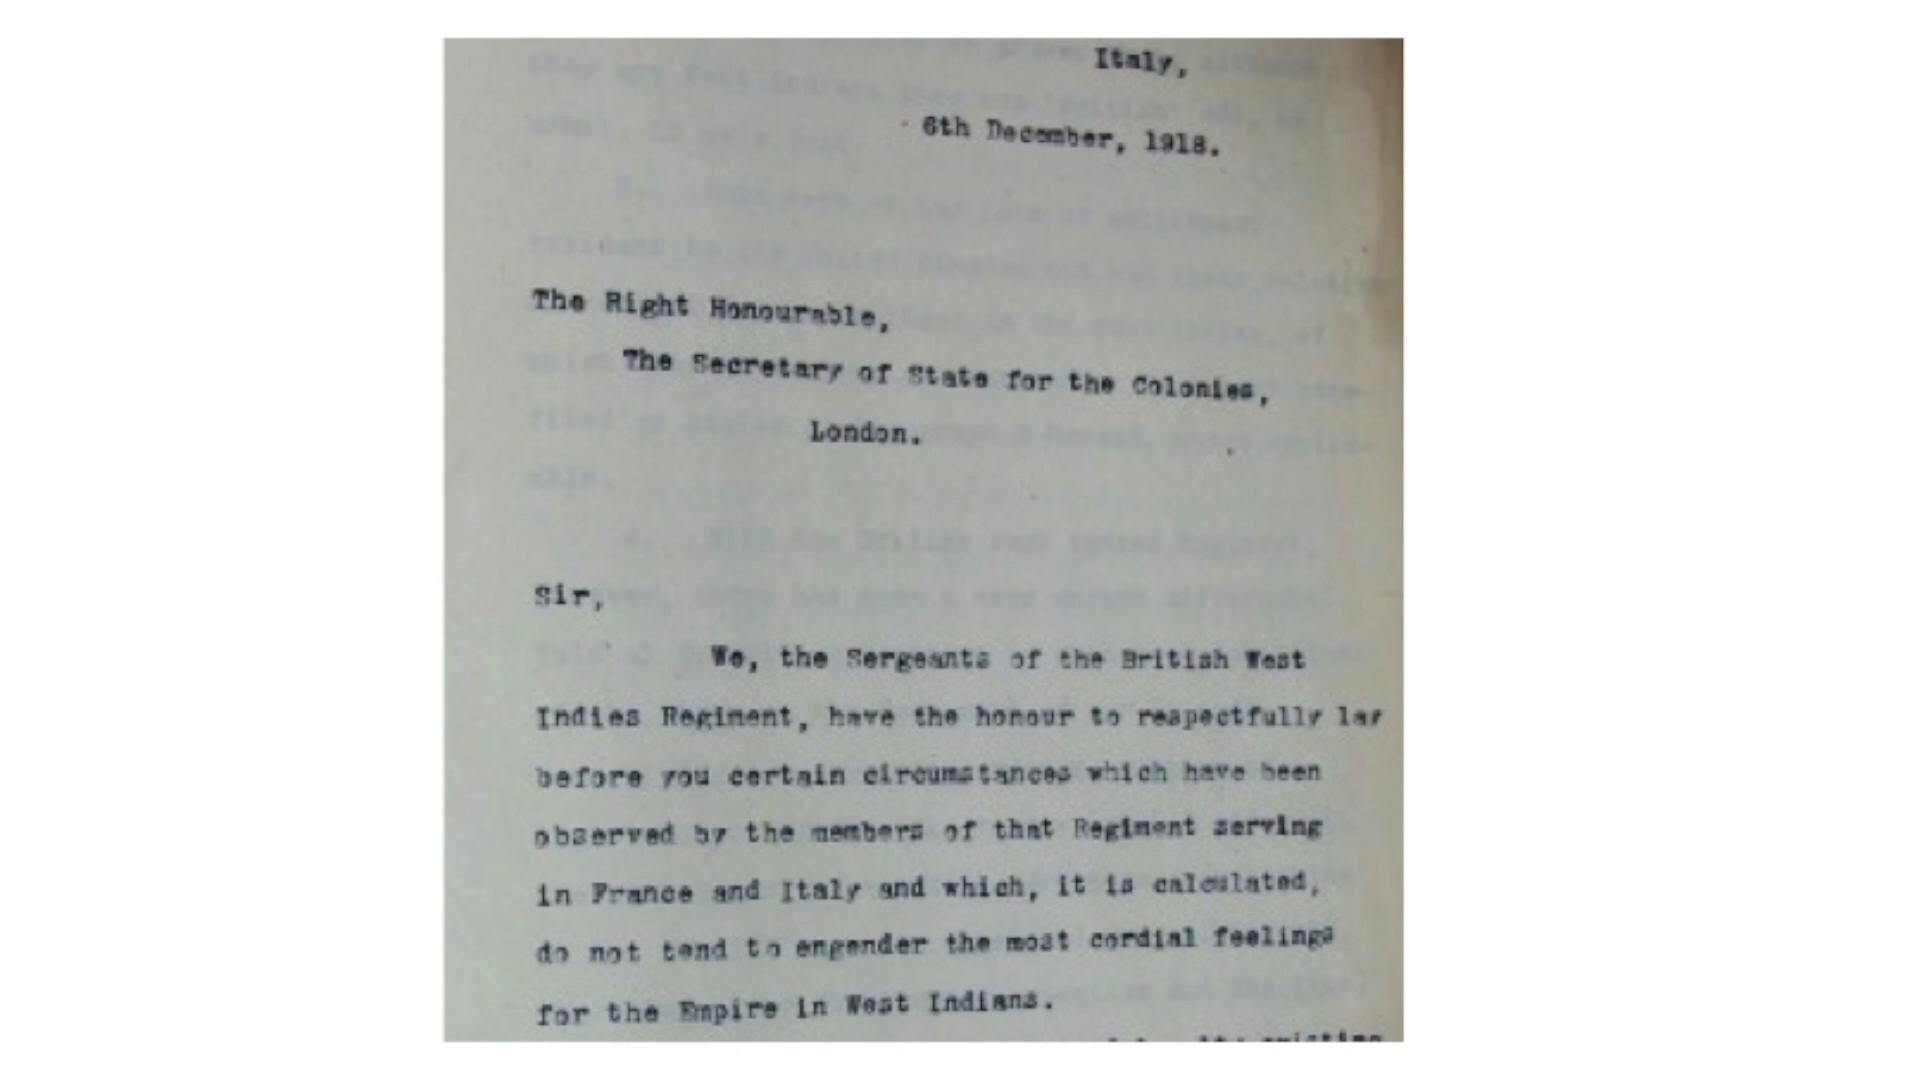 Italy,
6th December, 1918.
The Right Honourable,
The Secretary of State for the Colonies,
London.
Sir,
We, the Sergeants of the British West
Indies Regiment, have the honour to respectfully lay
before you certain circumstances which have been
observed by the members of that Regiment serving
in France and Italy and which, it is calculated,
do not tend to engender the most cordial feelings
for the Empire in West Indians.